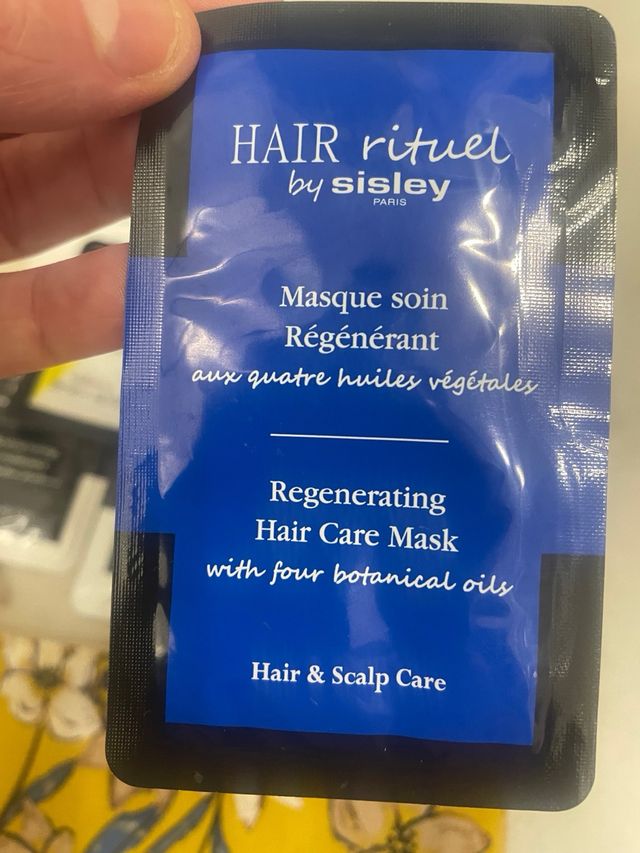 HAIR rituel
by sisley
PARIS
Masque soin
Régénérant
aux quatre huiles végétales
Regenerating
Hair Care Mask
with four botanical oils
Hair & Scalp Care